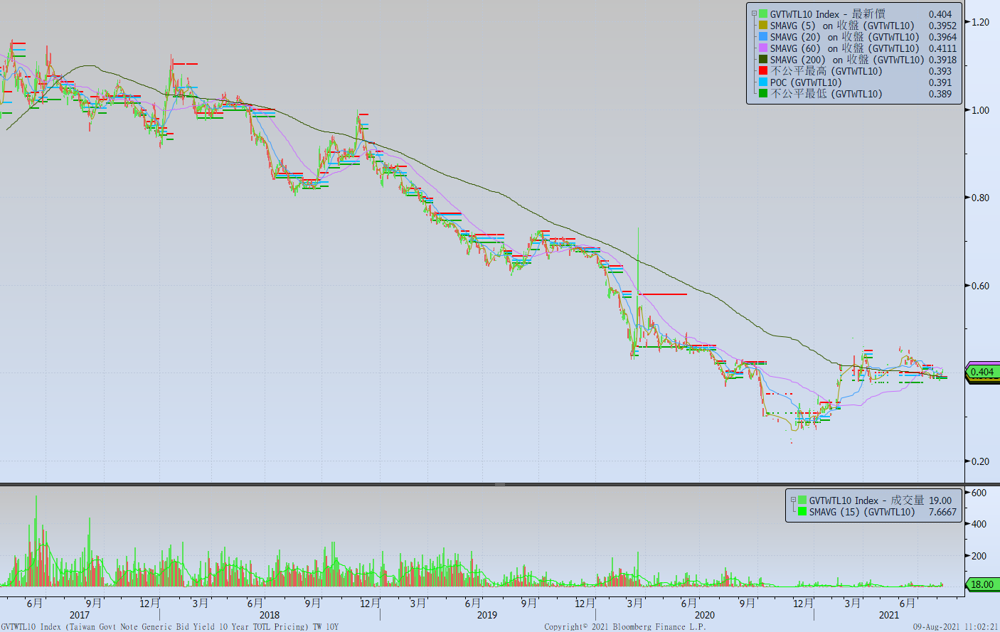 GVTWTL10 Index - 最新價 0.404
SMAVG (5) on 收盤 (GVTWTL10) 0.3952
SMAVG (20) on 收盤 (GVTWTL10) 0.3964
SMAVG (60) on 收盤 (GVTWTL10) 0.4111
SMAVG (200) on 收盤 (GVTWTL10) 0.3918
不公平最高 (GVTWTL10) 0.393
POC (GVTWTL10) 0.391
不公平最低 (GVTWTL10) 0.389
1.20
1.00
0.80
0.60
0.404
0.20
GVTWTL10 Index - 成交量 19.00
SMAVG (15) (GVTWTL10) 7.6667
600
400
200
18.00
6月 9月 12月 3月 6月 9月 12月 3月 6月 9月 12月 3月 6月 9月 12月 3月 6月
2017 2018 2019 2020 2021
GVTWTL10 Index (Taiwan Govt Note Generic Bid Yield 10 Year TOTL Pricing) TW 10Y Copyright© 2021 Bloomberg Finance L.P. 09-Aug-2021 11:02:21